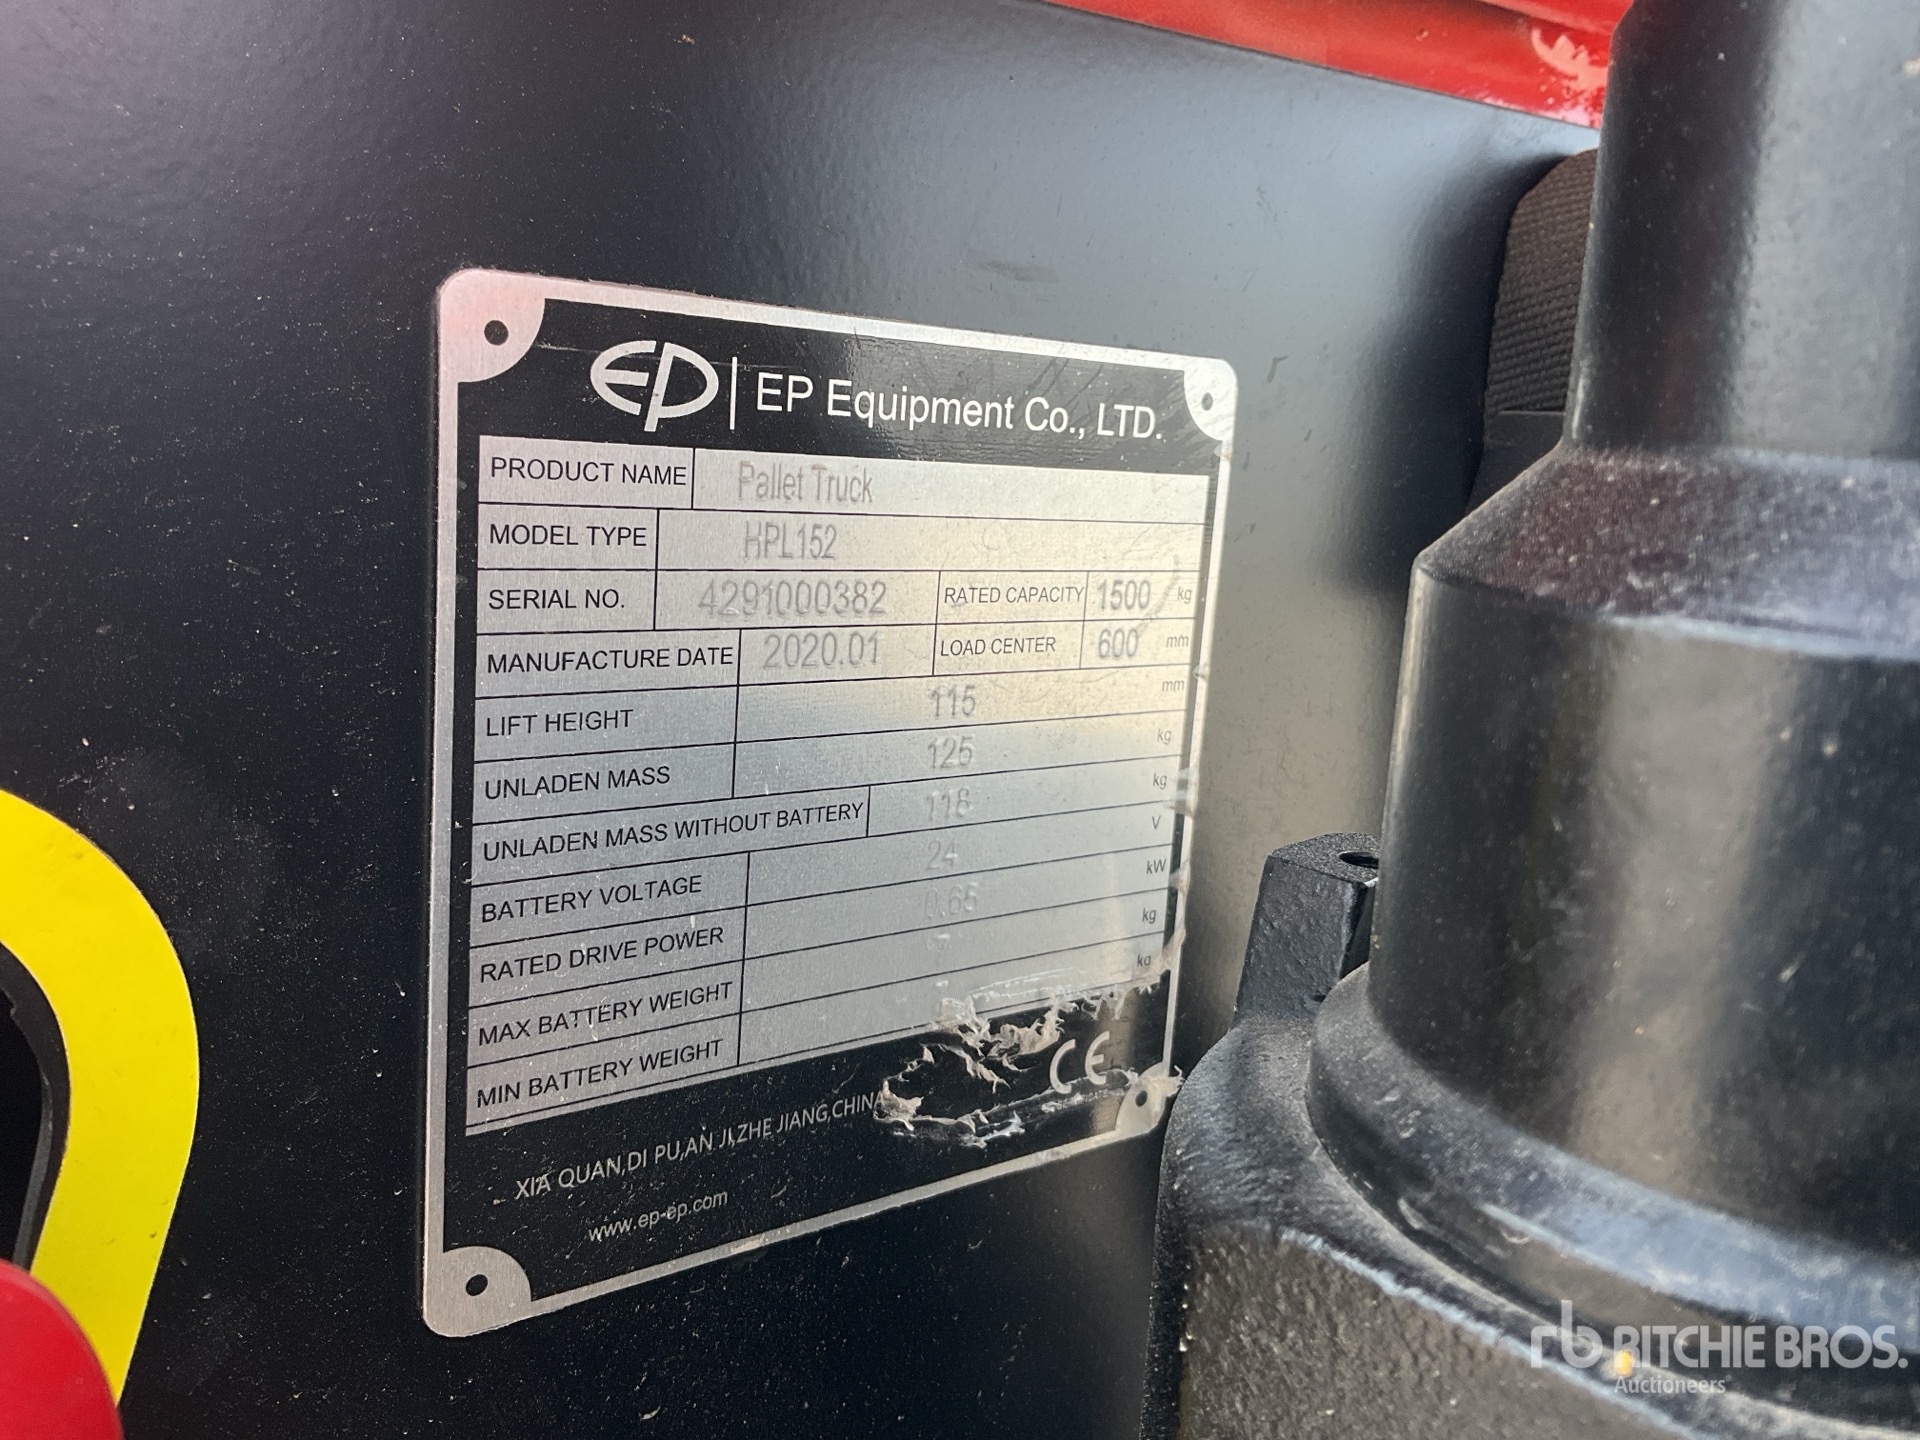 EP | EP Equipment Co., LTD.
PRODUCT NAME Pallet Truck
MODEL TYPE HPL152
SERIAL NO. 4291000382 RATED CAPACITY 1500 kg
MANUFACTURE DATE 2020.01 LOAD CENTER 600 mm
LIFT HEIGHT 115 mm
UNLADEN MASS 125 kg
UNLADEN MASS WITHOUT BATTERY 118 kg
BATTERY VOLTAGE 24 V
RATED DRIVE POWER 0.65 kW
MAX BATTERY WEIGHT kg
MIN BATTERY WEIGHT kg
CE
XIA QUAN,DI PU,AN JI,ZHE JIANG,CHINA
www.ep-ep.com
rb RITCHIE BROS.
Auctioneers